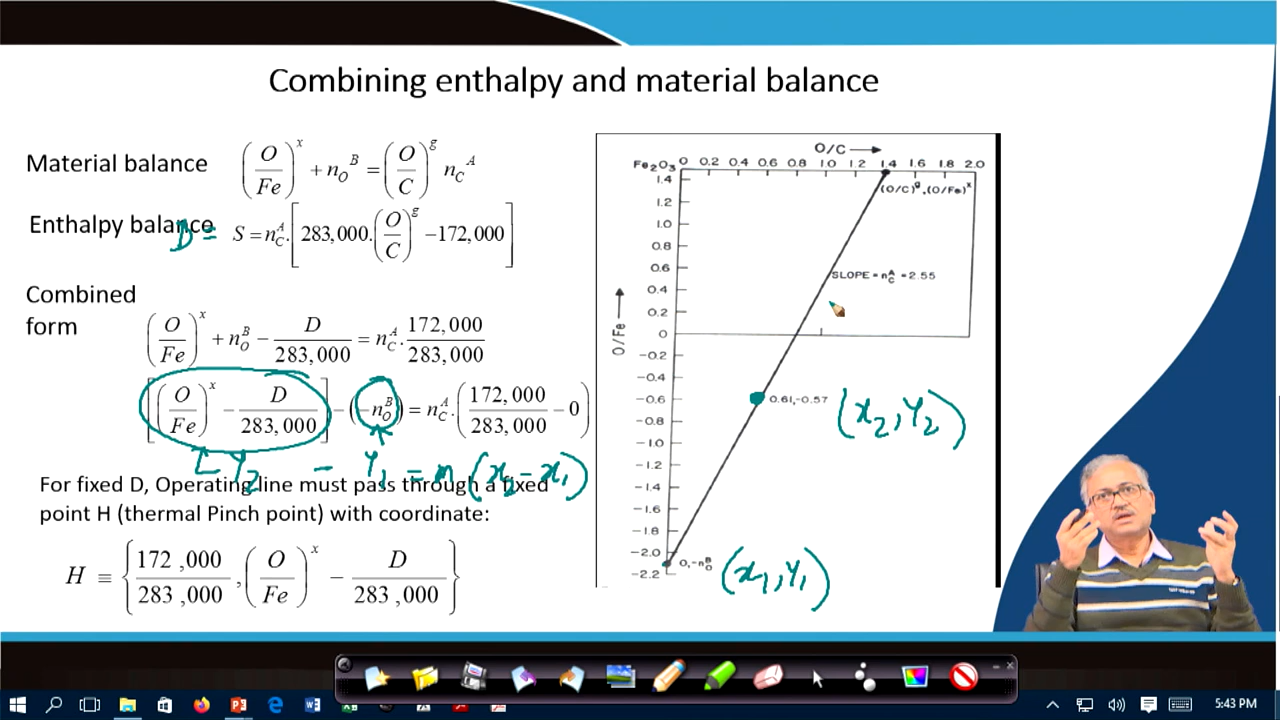 Combining enthalpy and material balance
Material balance (O/Fe)^x + n_O^B = (O/C)^g n_C^A
Enthalpy balance D = S = n_C^A.[283,000.(O/C)^g − 172,000]
Combined
form
(O/Fe)^x + n_O^B − D/283,000 = n_C^A. 172,000/283,000
[(O/Fe)^x − D/283,000] − (−n_O^B) = n_C^A.(172,000/283,000 − 0)
Y2 − Y1 = m (x2 − x1)
For fixed D, Operating line must pass through a fixed
point H (thermal Pinch point) with coordinate:
H ≡ {172,000/283,000, (O/Fe)^x − D/283,000}
O/C →
Fe2O3 0 0.2 0.4 0.6 0.8 1.0 1.2 1.4 1.6 1.8 2.0
1.4
(O/C)^g, (O/Fe)^x
1.2
1.0
0.8
0.6
SLOPE = n_C^A = 2.55
0.4
0.2
0
O/Fe →
−0.2
−0.4
−0.6
0.61,−0.57
(x2, Y2)
−0.8
−1.0
−1.2
−1.4
−1.6
−1.8
−2.0
0,−n_O^B
(x1, Y1)
−2.2
5:43 PM